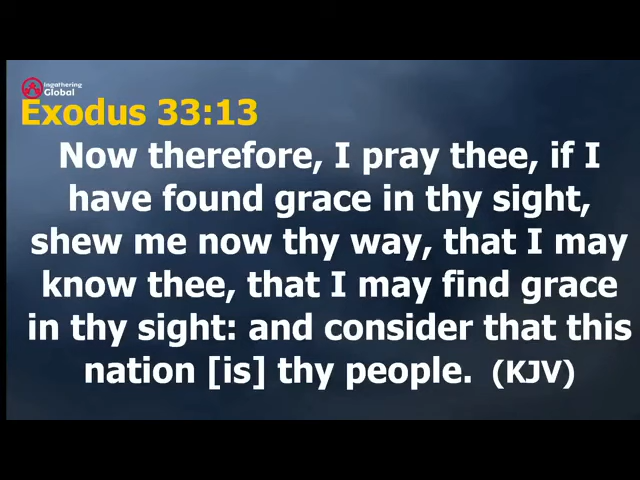 Ingathering
Global
Exodus 33:13
Now therefore, I pray thee, if I
have found grace in thy sight,
shew me now thy way, that I may
know thee, that I may find grace
in thy sight: and consider that this
nation [is] thy people. (KJV)